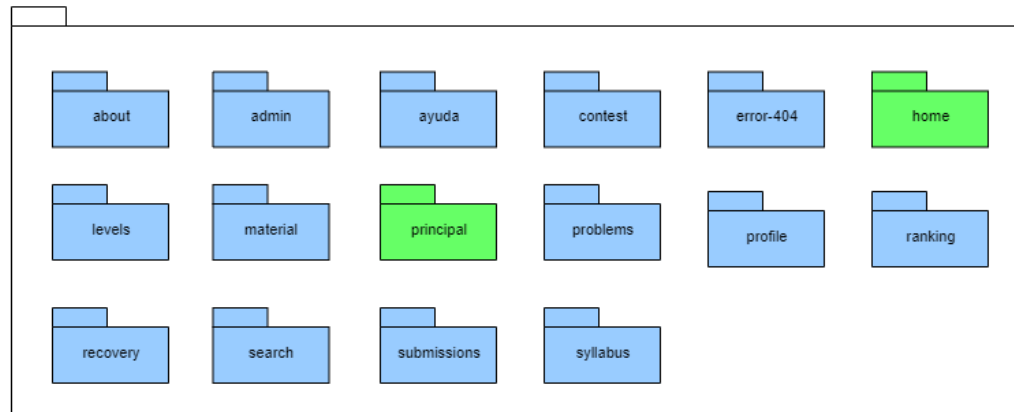 about
admin
ayuda
contest
error-404
home
levels
material
principal
problems
profile
ranking
recovery
search
submissions
syllabus